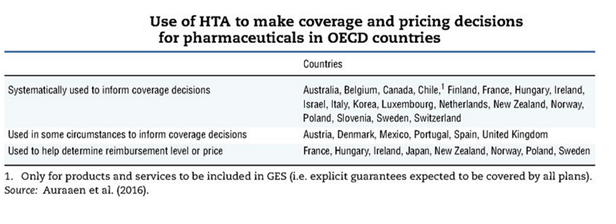 Use of HTA to make coverage and pricing decisions
for pharmaceuticals in OECD countries
Countries
Systematically used to inform coverage decisions
Australia, Belgium, Canada, Chile,¹ Finland, France, Hungary, Ireland,
Israel, Italy, Korea, Luxembourg, Netherlands, New Zealand, Norway,
Poland, Slovenia, Sweden, Switzerland
Used in some circumstances to inform coverage decisions
Austria, Denmark, Mexico, Portugal, Spain, United Kingdom
Used to help determine reimbursement level or price
France, Hungary, Ireland, Japan, New Zealand, Norway, Poland, Sweden
1. Only for products and services to be included in GES (i.e. explicit guarantees expected to be covered by all plans).
Source: Auraaen et al. (2016).